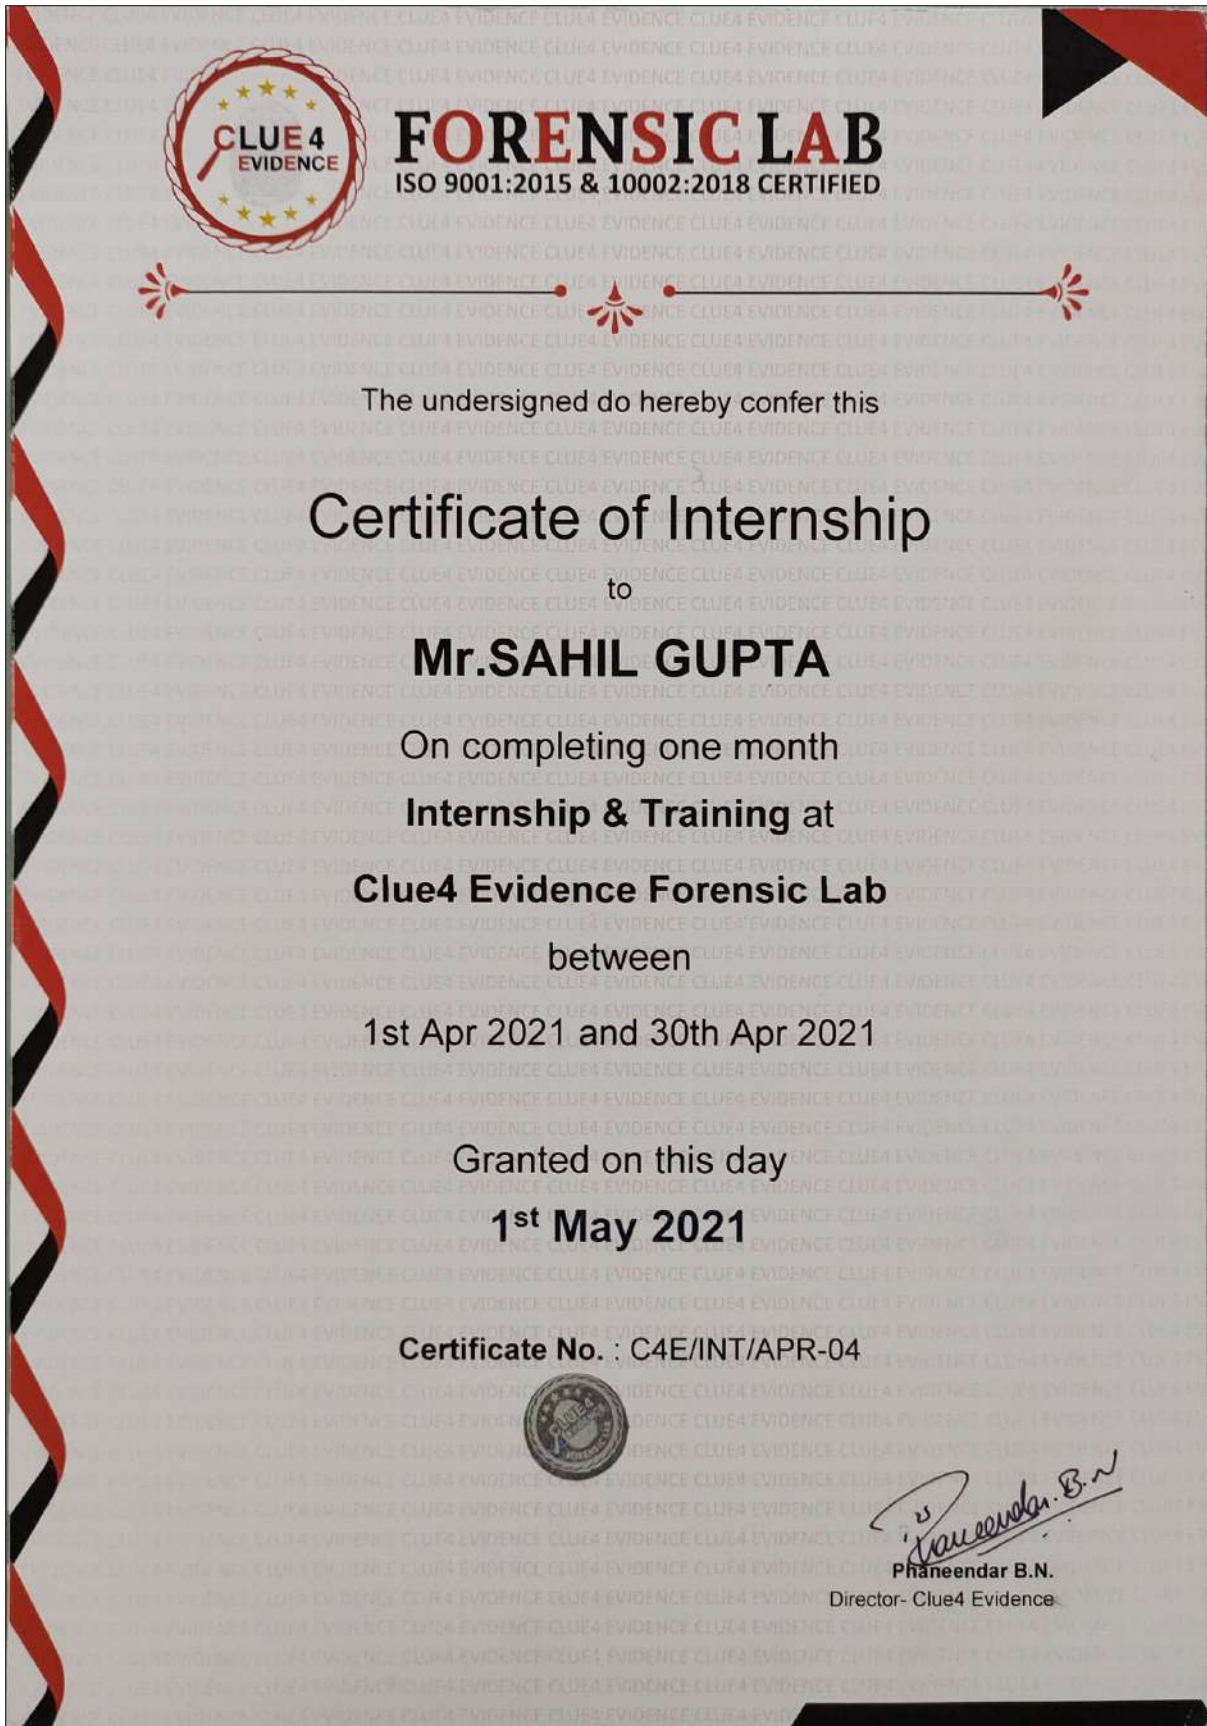 CLUE4
EVIDENCE
FORENSIC LAB
ISO 9001:2015 & 10002:2018 CERTIFIED
The undersigned do hereby confer this
Certificate of Internship
to
Mr.SAHIL GUPTA
On completing one month
Internship & Training at
Clue4 Evidence Forensic Lab
between
1st Apr 2021 and 30th Apr 2021
Granted on this day
1st May 2021
Certificate No. : C4E/INT/APR-04
CLUE4
Phaneendar. B.N
Phaneendar B.N.
Director- Clue4 Evidence